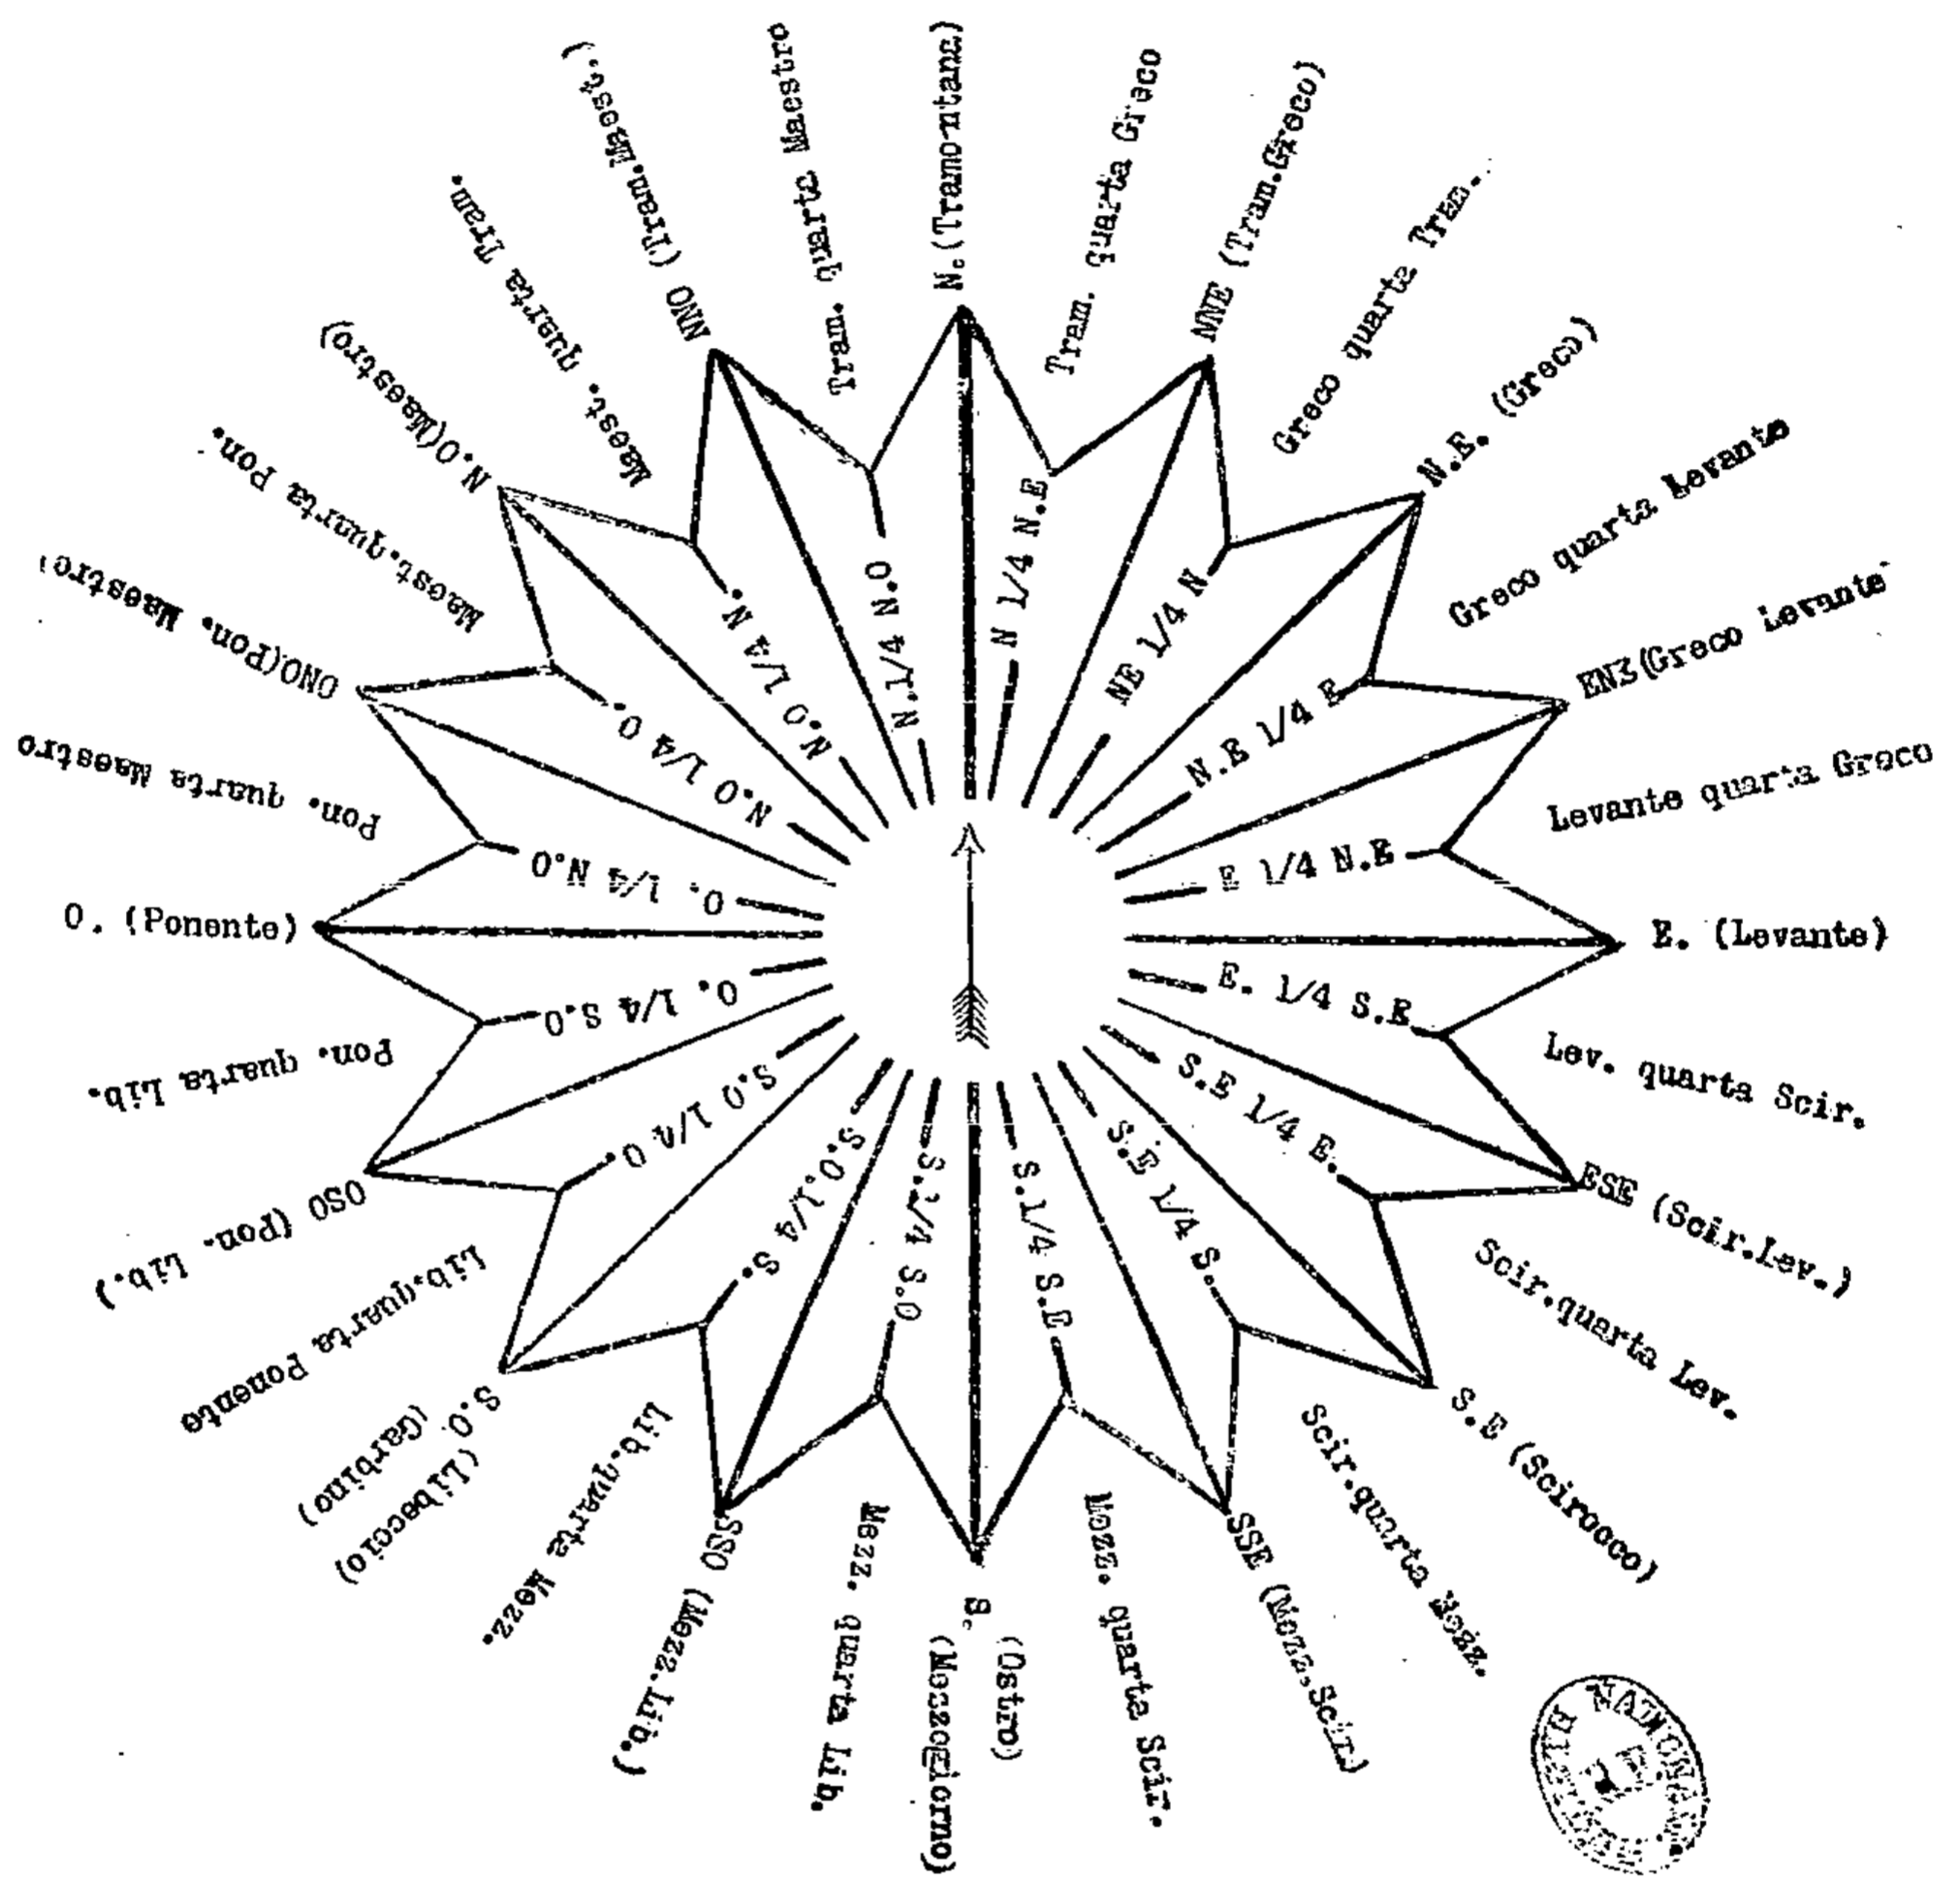 N. (Tramontana)
Tram. quarta Greco
NNE (Tram.Greco)
Greco quarta Tram.
N.E. (Greco)
Greco quarta Levante
ENE(Greco Levante
Levante quarta Greco
E. (Levante)
Lev. quarta Scir.
ESE (Scir.Lev.)
Scir.quarta Lev.
S.E (Scirocco)
Scir.quarta Mezz.
SSE (Mezz.Scir)
Mezz. quarta Scir.
S. (Ostro)
(Mezzogiorno)
Mezz. quarta Lib.
SSO (Mezz.Lib.)
Lib.quarta Mezz.
S.O. (Libeccio)
(Garbino)
Lib.quarta Ponente
OSO (Pon. Lib.)
Pon. quarta Lib.
O. (Ponente)
Pon. quarta Maestro
ONO(Pon. Maestro)
Maest.quarta Pon.
N.O(Maestro)
Maest. quarta Tram.
NNO (Tram.Maest.)
Tram. quarta Maestro
N 1/4 N.E
NE 1/4 N
N.E 1/4 E
E 1/4 N.E
E. 1/4 S.E
S.E 1/4 E.
S.E 1/4 S.
S.1/4 S.E
S.1/4 S.O
S.O.1/4 S.
S.O 1/4 O.
O. 1/4 S.O
O. 1/4 N.O
N.O 1/4 O.
N.O 1/4 N.
N.1/4 N.O